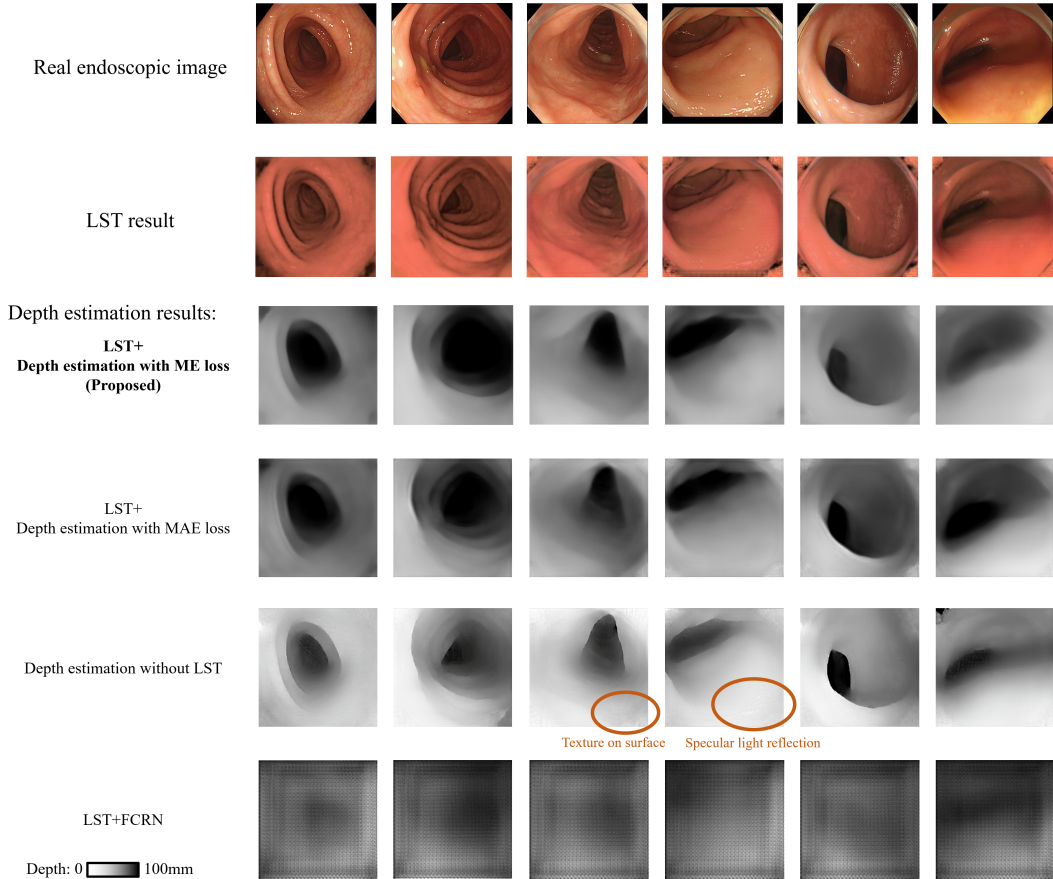 Real endoscopic image
LST result
Depth estimation results:
LST+
Depth estimation with ME loss
(Proposed)
LST+
Depth estimation with MAE loss
Depth estimation without LST
Texture on surface
Specular light reflection
LST+FCRN
Depth: 0 100mm